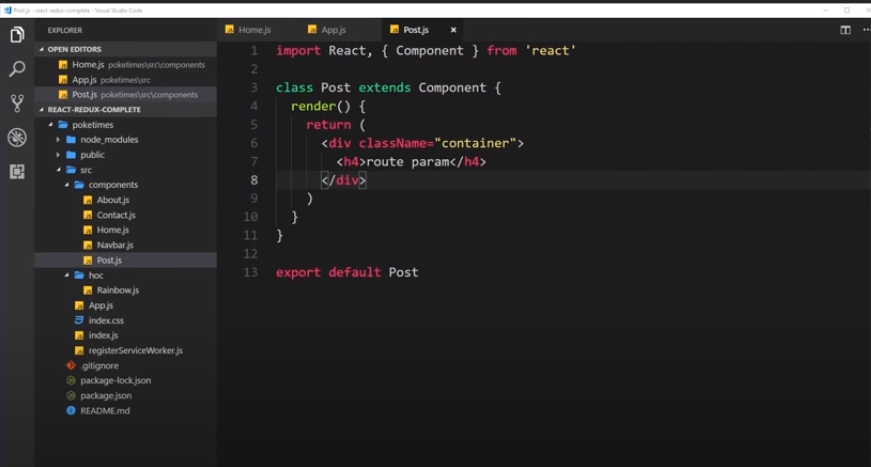 Post.js - react-redux-complete - Visual Studio Code
EXPLORER
OPEN EDITORS
Home.js poketimes\src\components
App.js poketimes\src
Post.js poketimes\src\components
REACT-REDUX-COMPLETE
poketimes
node_modules
public
src
components
About.js
Contact.js
Home.js
Navbar.js
Post.js
hoc
Rainbow.js
App.js
index.css
index.js
registerServiceWorker.js
.gitignore
package-lock.json
package.json
README.md
Home.js App.js Post.js
1 import React, { Component } from 'react'
2
3 class Post extends Component {
4 render() {
5 return (
6 <div className="container">
7 <h4>route param</h4>
8 </div>
9 )
10 }
11 }
12
13 export default Post